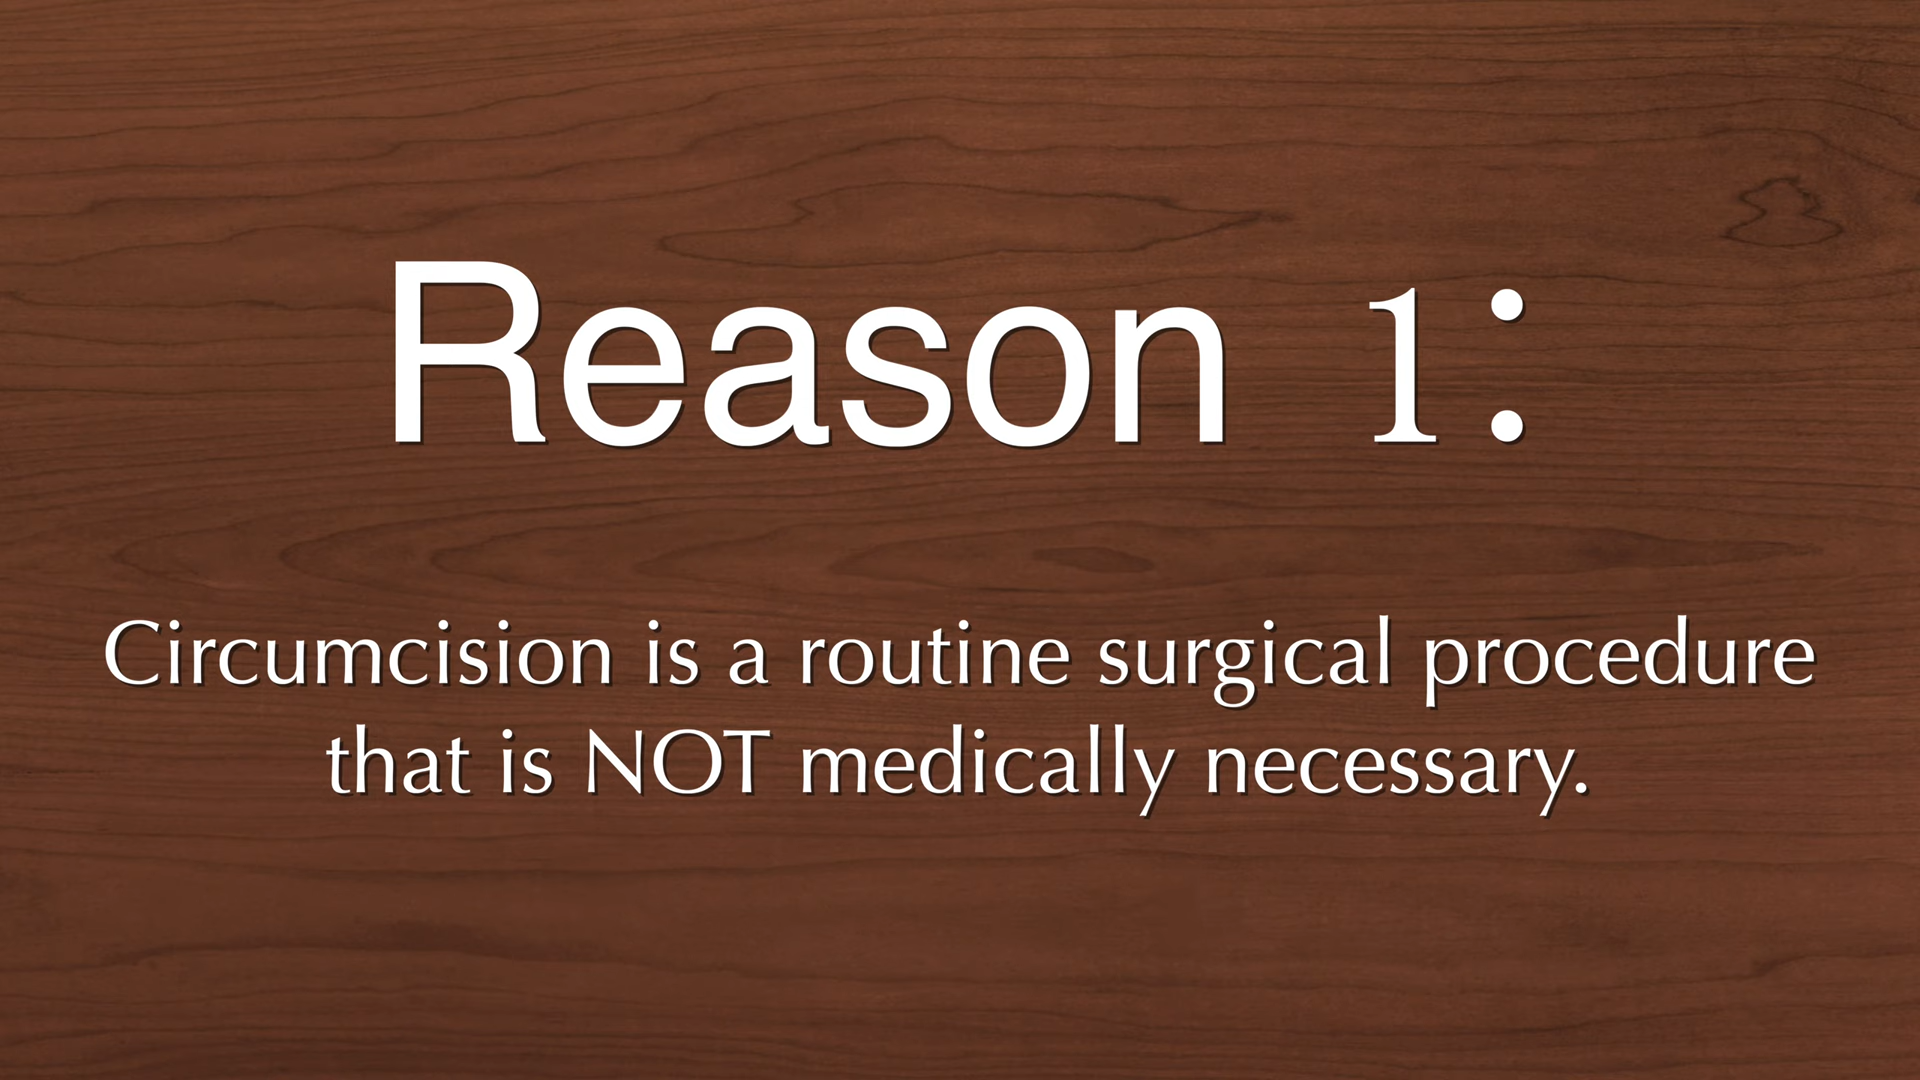 Reason 1:
Circumcision is a routine surgical procedure
that is NOT medically necessary.